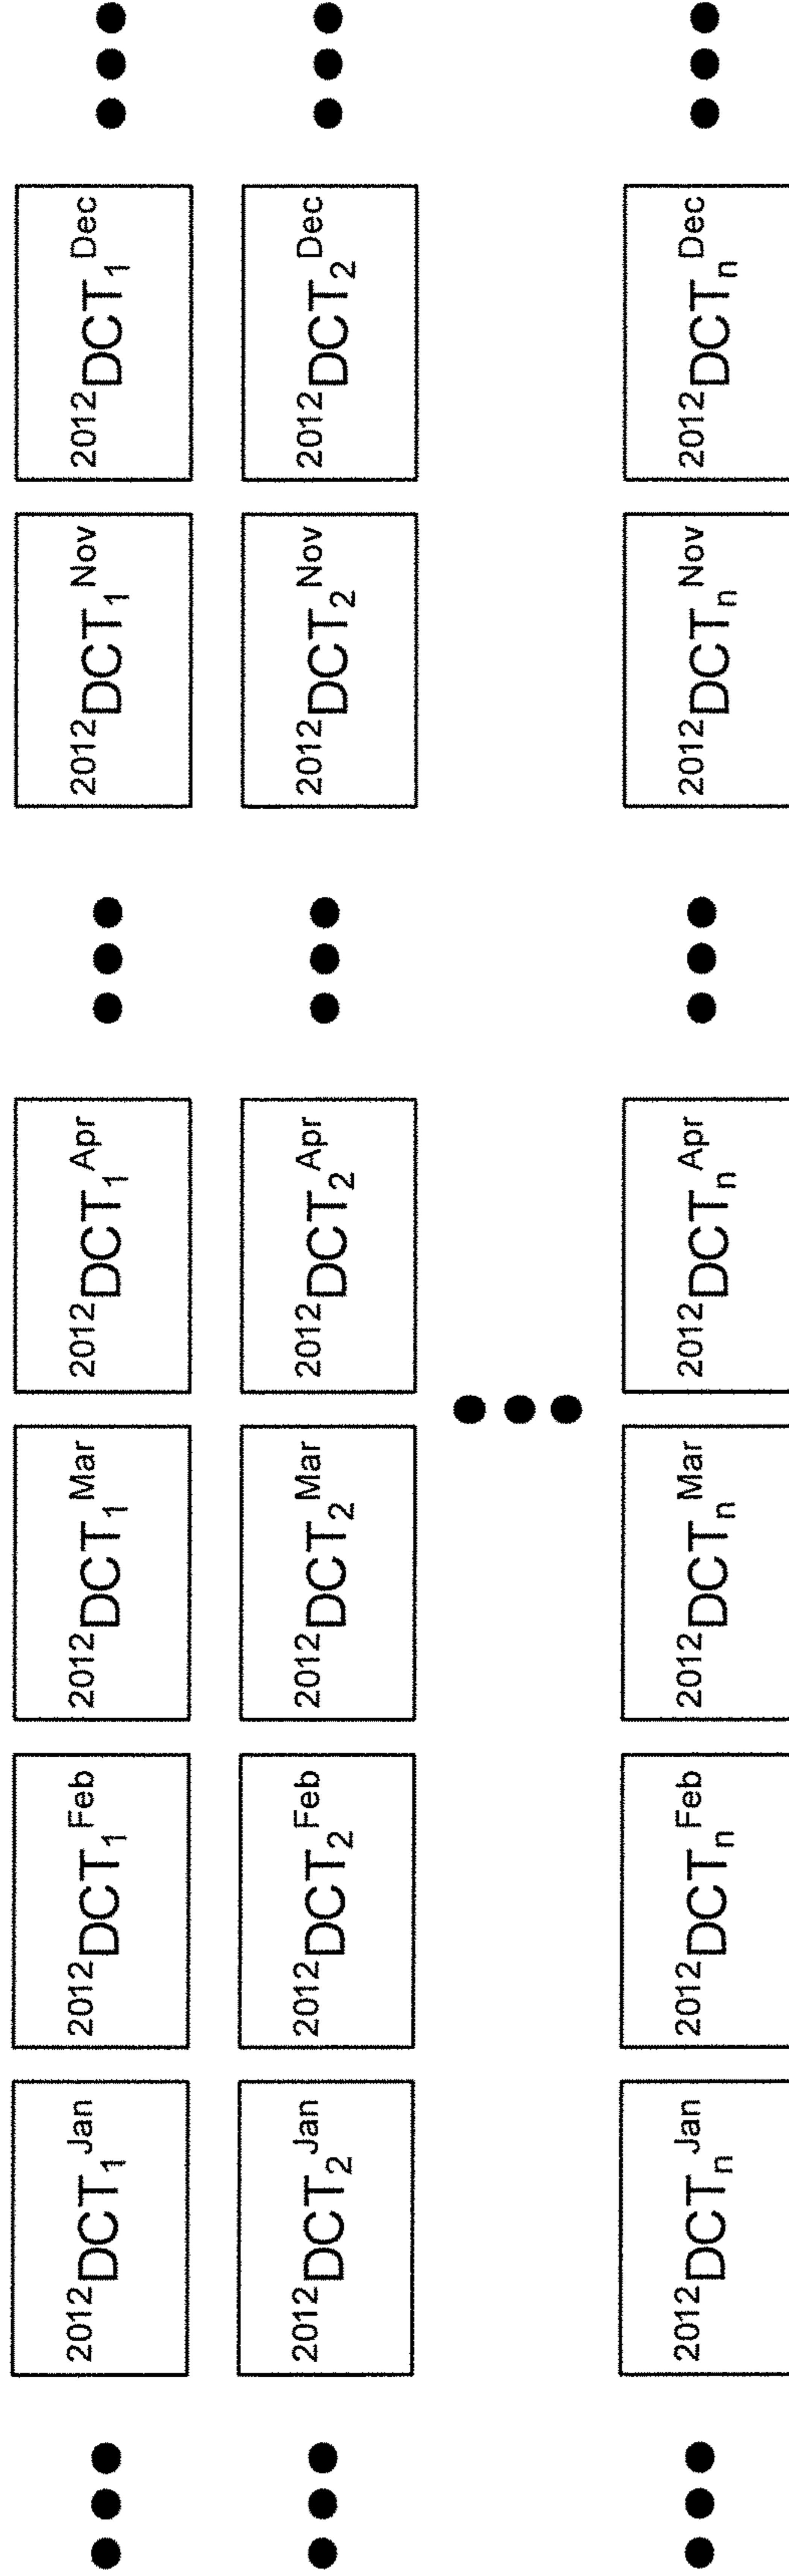 ●●● ²⁰¹²DCT₁ᴶᵃⁿ ²⁰¹²DCT₁ᶠᵉᵇ ²⁰¹²DCT₁ᴹᵃʳ ²⁰¹²DCT₁ᴬᵖʳ ●●● ²⁰¹²DCT₁ᴺᵒᵛ ²⁰¹²DCT₁ᴰᵉᶜ ●●●
●●● ²⁰¹²DCT₂ᴶᵃⁿ ²⁰¹²DCT₂ᶠᵉᵇ ²⁰¹²DCT₂ᴹᵃʳ ²⁰¹²DCT₂ᴬᵖʳ ●●● ²⁰¹²DCT₂ᴺᵒᵛ ²⁰¹²DCT₂ᴰᵉᶜ ●●●
●●●
●●● ²⁰¹²DCTₙᴶᵃⁿ ²⁰¹²DCTₙᶠᵉᵇ ²⁰¹²DCTₙᴹᵃʳ ²⁰¹²DCTₙᴬᵖʳ ●●● ²⁰¹²DCTₙᴺᵒᵛ ²⁰¹²DCTₙᴰᵉᶜ ●●●